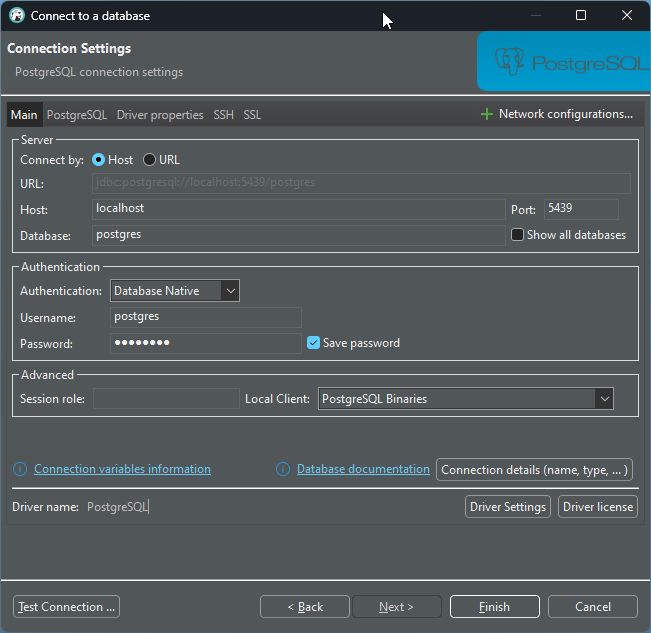 Connect to a database
Connection Settings
PostgreSQL connection settings
PostgreSQL
Main PostgreSQL Driver properties SSH SSL Network configurations...
Server
Connect by: Host URL
URL: jdbc:postgresql://localhost:5439/postgres
Host: localhost Port: 5439
Database: postgres Show all databases
Authentication
Authentication: Database Native
Username: postgres
Password: •••••••• Save password
Advanced
Session role: Local Client: PostgreSQL Binaries
Connection variables information Database documentation Connection details (name, type, ... )
Driver name: PostgreSQL Driver Settings Driver license
Test Connection ... < Back Next > Finish Cancel